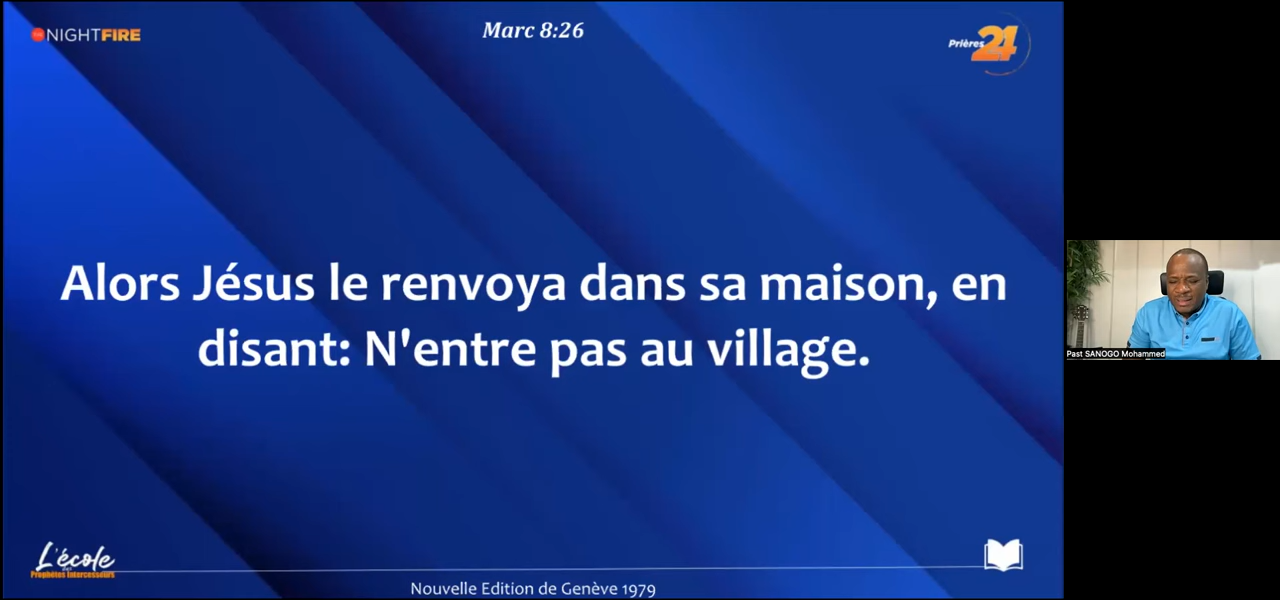 NIGHTFIRE
Marc 8:26
Prières 24
Alors Jésus le renvoya dans sa maison, en
disant: N'entre pas au village.
Past SANOGO Mohammed
L'école
des
Prophètes Intercesseurs
Nouvelle Edition de Genève 1979